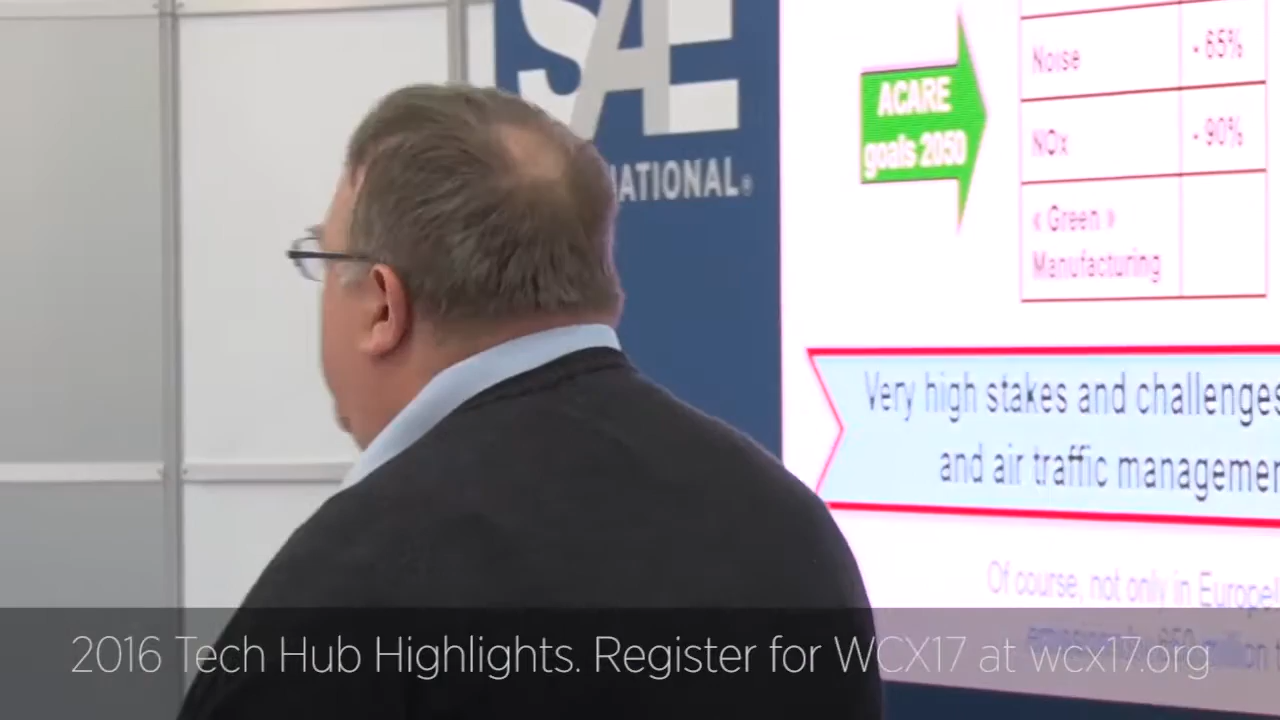 SAE
NATIONAL®
ACARE
goals 2050
Noise
- 65%
NOx
- 90%
« Green »
Manufacturing
Very high stakes and challenges
and air traffic managemen
Of course, not only in Europe!
2016 Tech Hub Highlights. Register for WCX17 at wcx17.org